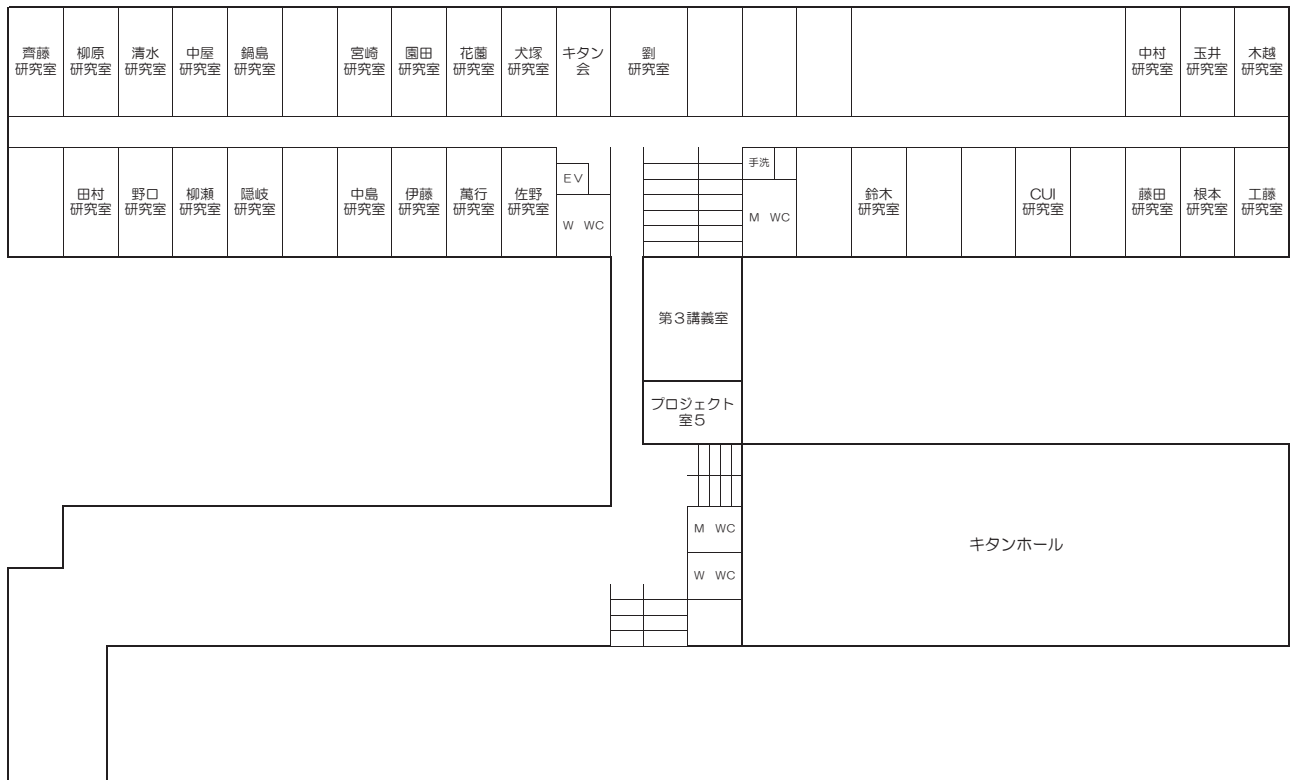 齊藤
研究室
柳原
研究室
清水
研究室
中屋
研究室
鍋島
研究室
宮崎
研究室
園田
研究室
花薗
研究室
犬塚
研究室
キタン
会
劉
研究室
中村
研究室
玉井
研究室
木越
研究室
田村
研究室
野口
研究室
柳瀬
研究室
隠岐
研究室
中島
研究室
伊藤
研究室
萬行
研究室
佐野
研究室
EV
W WC
手洗
M WC
鈴木
研究室
CUI
研究室
藤田
研究室
根本
研究室
工藤
研究室
第3講義室
プロジェクト
室5
M WC
W WC
キタンホール